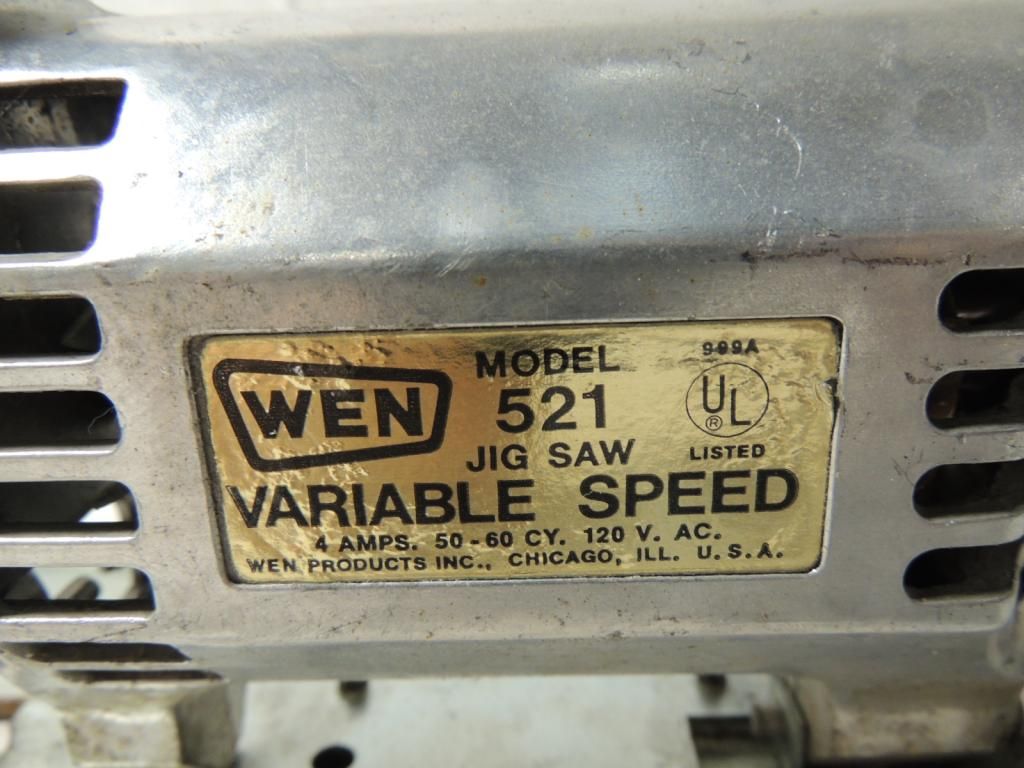 WEN
MODEL
521
JIG SAW
999A
UL
®
LISTED
VARIABLE SPEED
4 AMPS. 50-60 CY. 120 V. AC.
WEN PRODUCTS INC., CHICAGO, ILL. U.S.A.